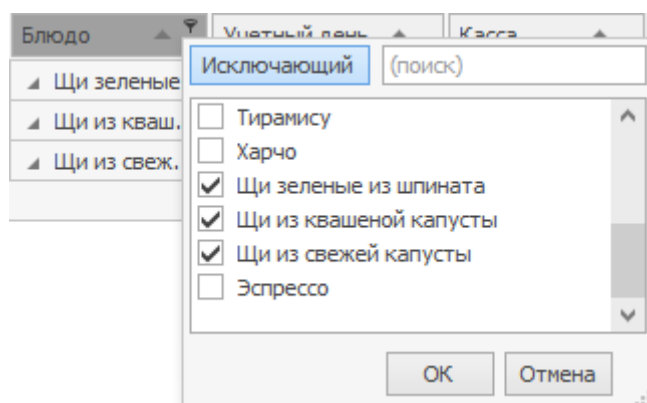 Блюдо Учетный день Касса
Исключающий (поиск)
Щи зеленые
Щи из кваш.
Щи из свеж.
Тирамису
Харчо
Щи зеленые из шпината
Щи из квашеной капусты
Щи из свежей капусты
Эспрессо
ОК Отмена